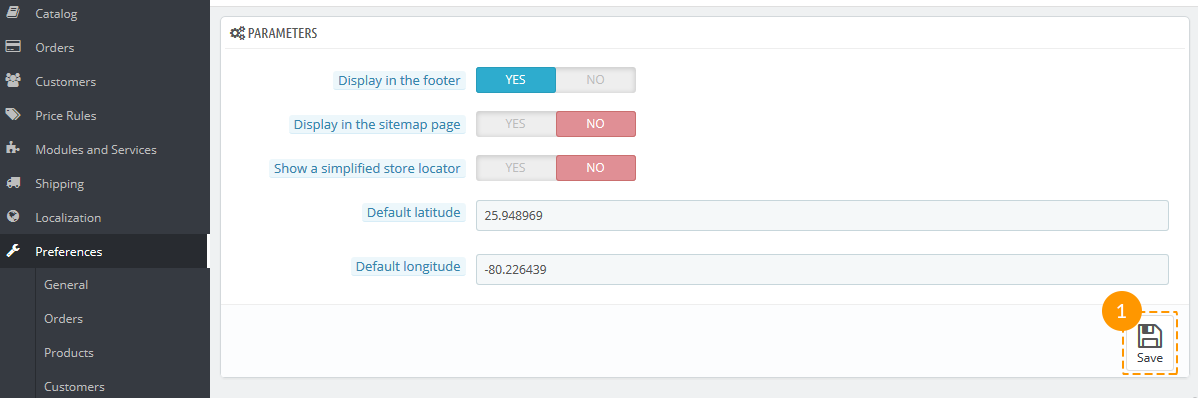 Catalog
Orders
Customers
Price Rules
Modules and Services
Shipping
Localization
Preferences
General
Orders
Products
Customers
PARAMETERS
Display in the footer YES NO
Display in the sitemap page YES NO
Show a simplified store locator YES NO
Default latitude 25.948969
Default longitude -80.226439
1
Save